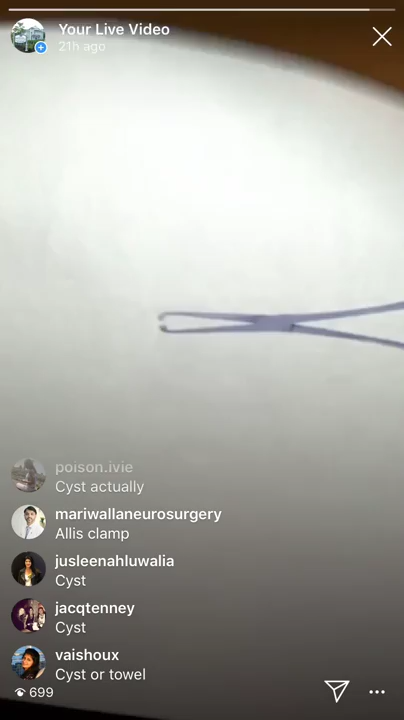 Your Live Video
21h ago
poison.ivie
Cyst actually
mariwallaneurosurgery
Allis clamp
jusleenahluwalia
Cyst
jacqtenney
Cyst
vaishoux
Cyst or towel
699